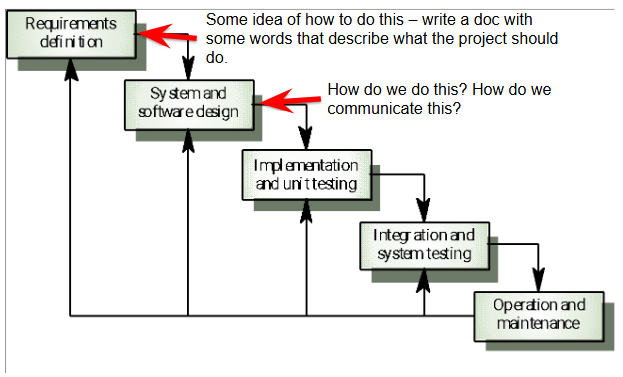 Requirements
definition
Some idea of how to do this – write a doc with
some words that describe what the project should
do.
System and
software design
How do we do this? How do we
communicate this?
Implementation
and unit testing
Integration and
system testing
Operation and
maintenance